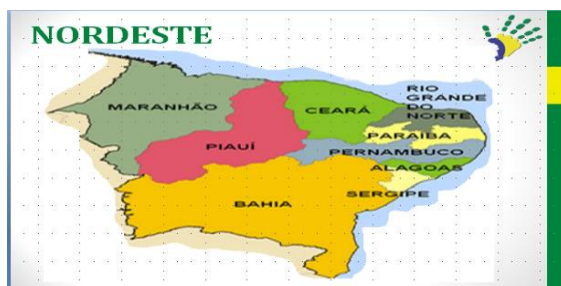 NORDESTE
MARANHÃO
CEARÁ
RIO
GRANDE
DO
NORTE
PARAIBA
PIAUÍ
PERNAMBUCO
ALAGOAS
SERGIPE
BAHIA